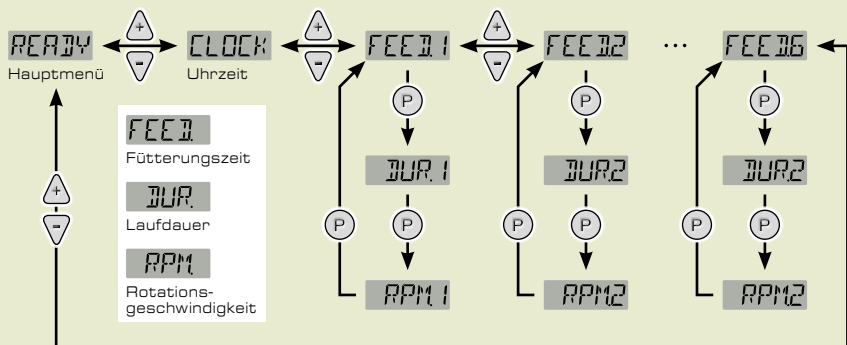 READY + - CLOCK + - FEED.1 + - FEED.2 ... FEED.6
Hauptmenü Uhrzeit
P P P
FEED.
Fütterungszeit
DUR.1 DUR.2 DUR.2
DUR.
Laufdauer
+
-
P P P P P P
RPM.
Rotations-
geschwindigkeit
RPM.1 RPM.2 RPM.2